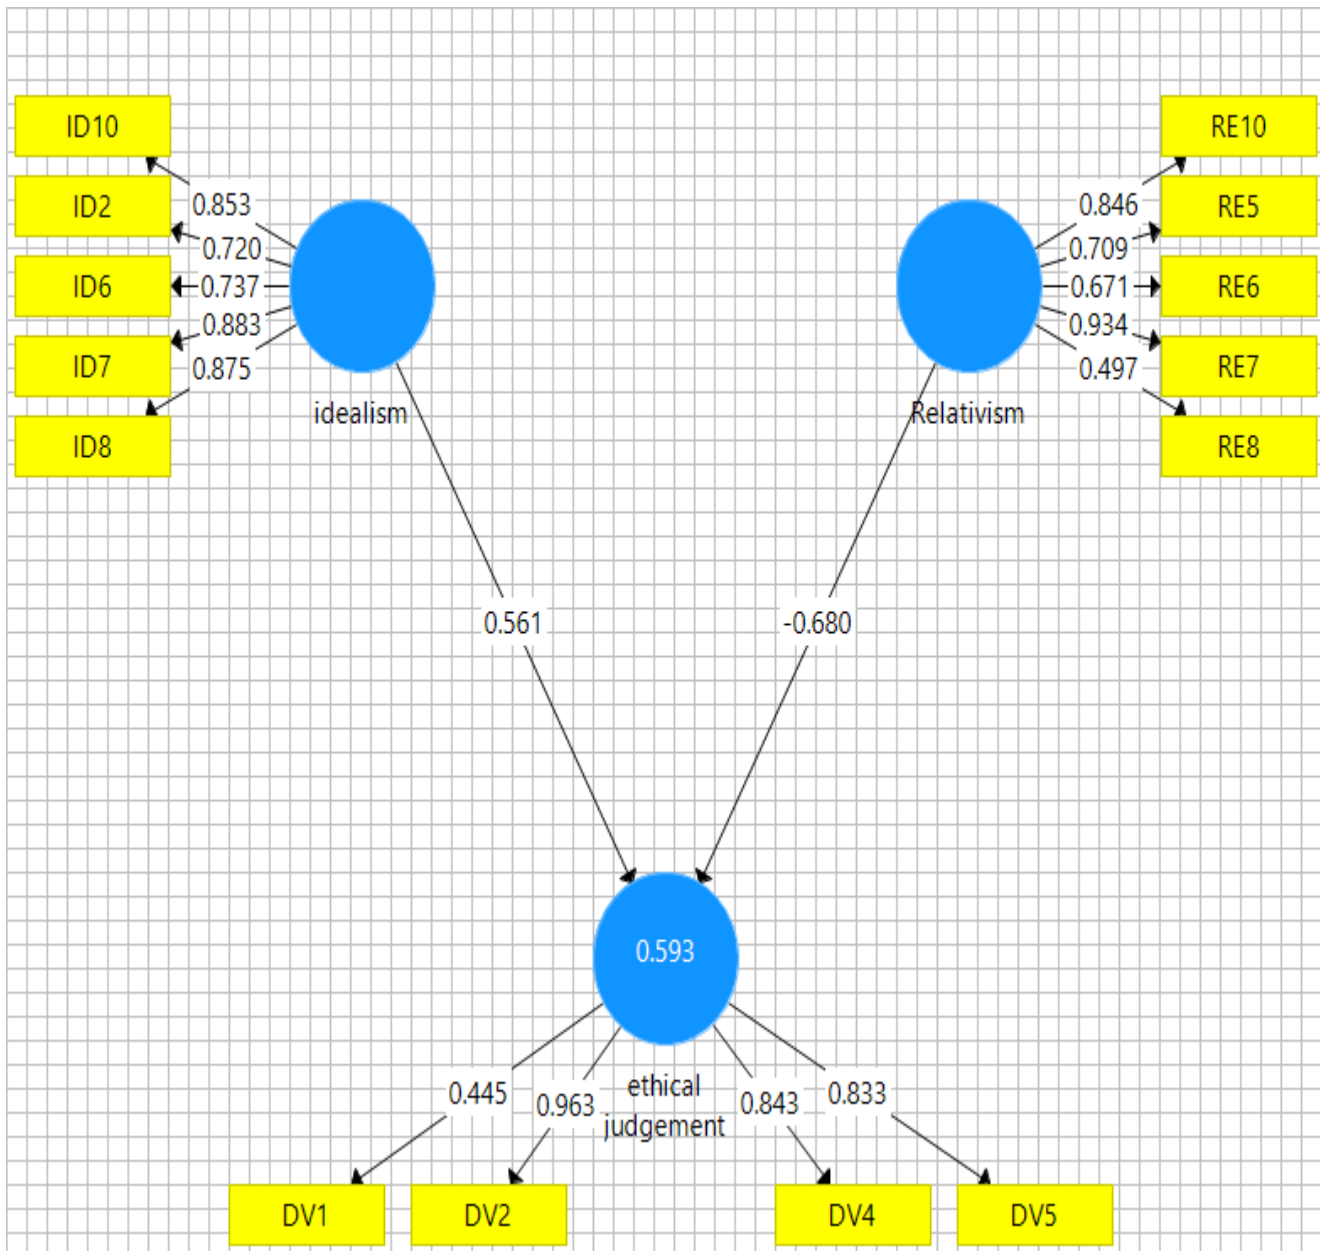 ID10
ID2
ID6
ID7
ID8
0.853
0.720
0.737
0.883
0.875
idealism
RE10
RE5
RE6
RE7
RE8
0.846
0.709
0.671
0.934
0.497
Relativism
0.561
-0.680
0.593
ethical
judgement
0.445
0.963
0.843
0.833
DV1
DV2
DV4
DV5